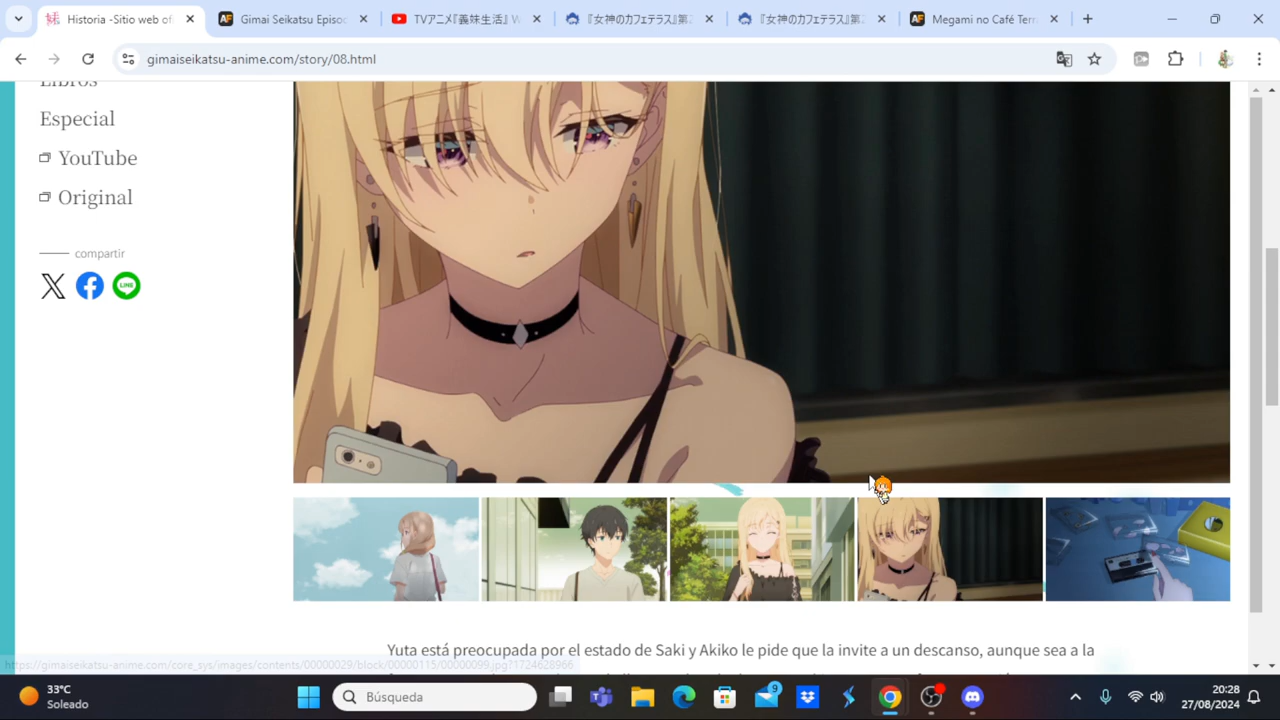 Historia -Sitio web ofi
Gimai Seikatsu Episod
TVアニメ『義妹生活』W
『女神のカフェテラス』第2
『女神のカフェテラス』第2
Megami no Café Terr
gimaiseikatsu-anime.com/story/08.html
Libros
Especial
YouTube
Original
compartir
LINE
Yuta está preocupada por el estado de Saki y Akiko le pide que la invite a un descanso, aunque sea a la
https://gimaiseikatsu-anime.com/core_sys/images/contents/00000029/block/00000115/00000099.jpg?1724628966
33°C
Soleado
Búsqueda
9
20:28
27/08/2024